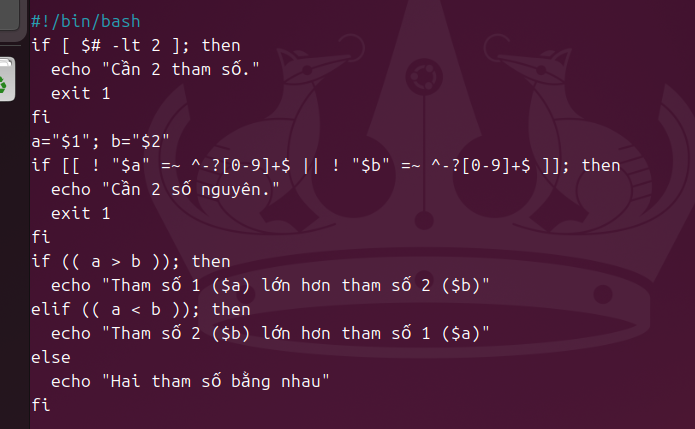 #!/bin/bash
if [ $# -lt 2 ]; then
  echo "Cần 2 tham số."
  exit 1
fi
a="$1"; b="$2"
if [[ ! "$a" =~ ^-?[0-9]+$ || ! "$b" =~ ^-?[0-9]+$ ]]; then
  echo "Cần 2 số nguyên."
  exit 1
fi
if (( a > b )); then
  echo "Tham số 1 ($a) lớn hơn tham số 2 ($b)"
elif (( a < b )); then
  echo "Tham số 2 ($b) lớn hơn tham số 1 ($a)"
else
  echo "Hai tham số bằng nhau"
fi